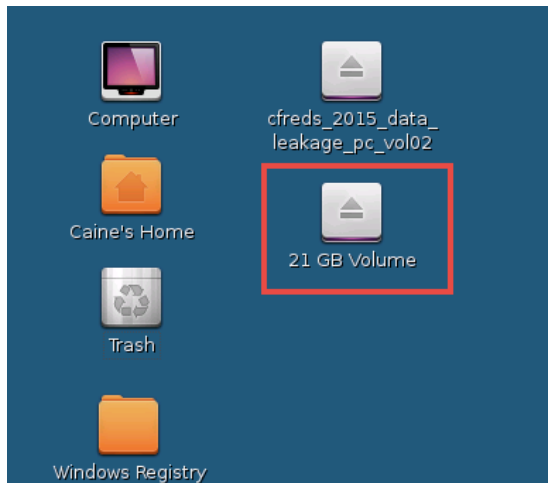 Computer
cfreds_2015_data_
leakage_pc_vol02
Caine's Home
21 GB Volume
Trash
Windows Registry